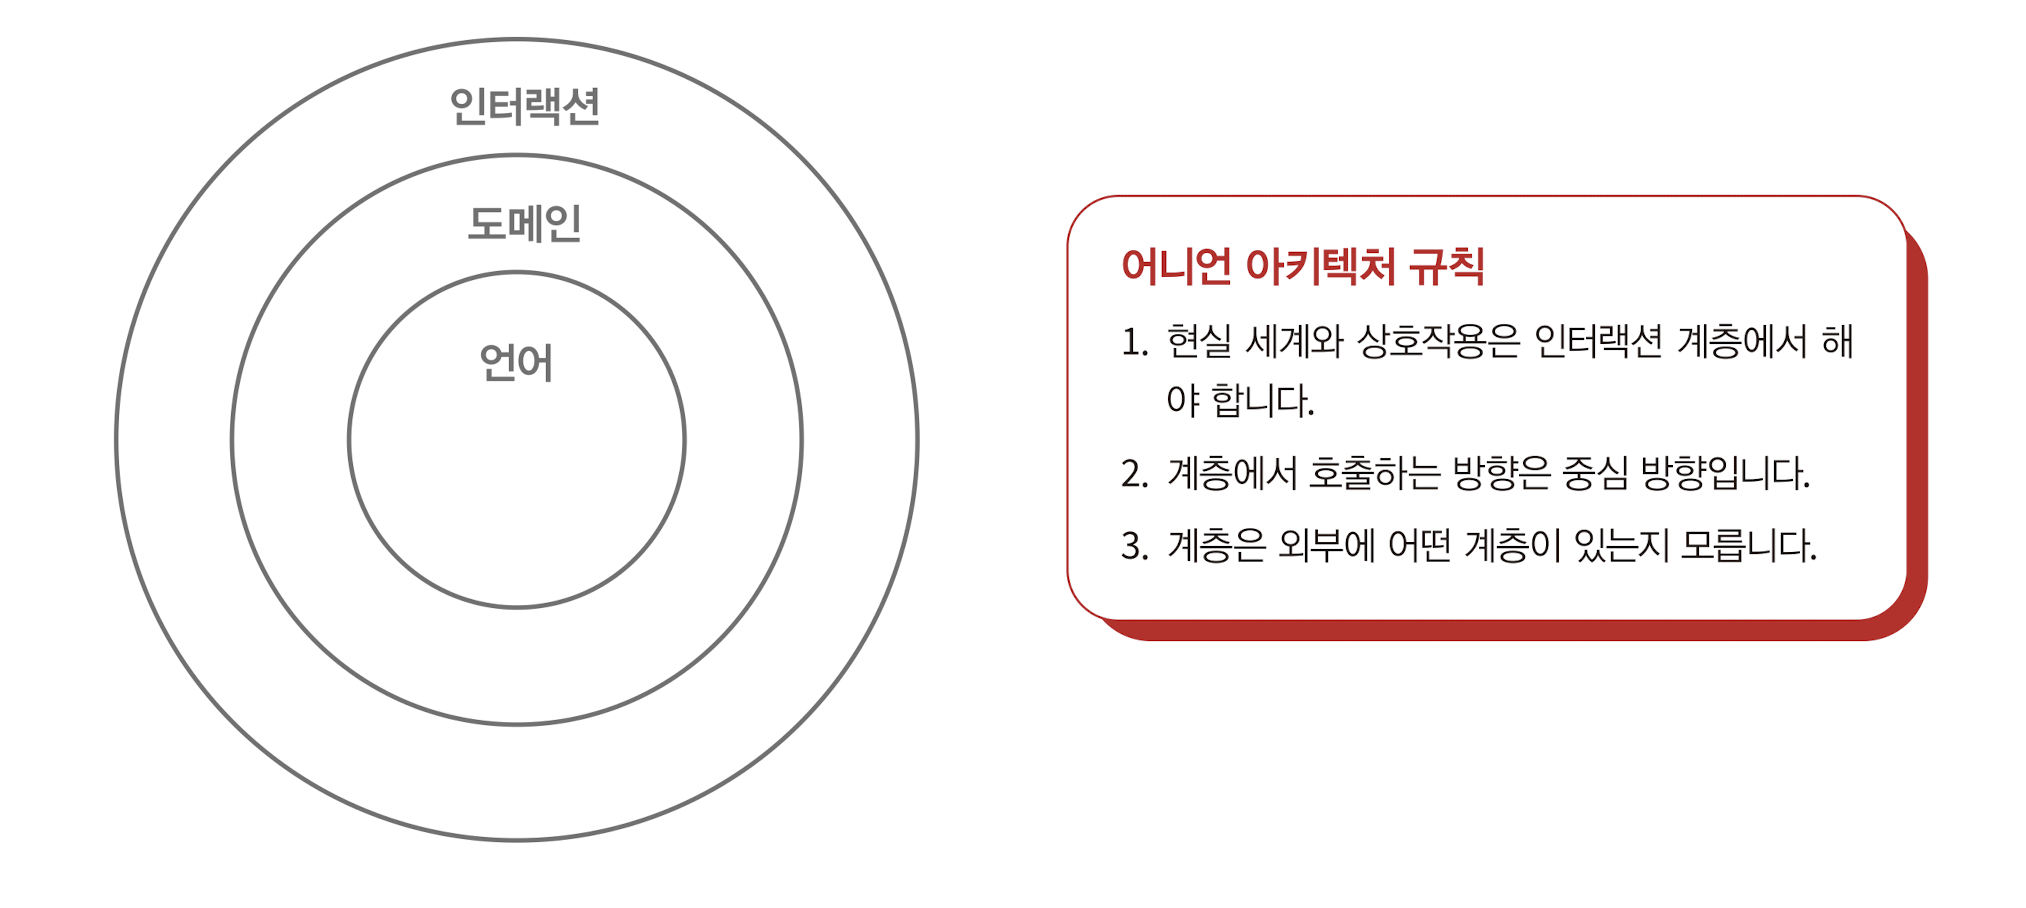 인터랙션
도메인
언어
어니언 아키텍처 규칙
1. 현실 세계와 상호작용은 인터랙션 계층에서 해
야 합니다.
2. 계층에서 호출하는 방향은 중심 방향입니다.
3. 계층은 외부에 어떤 계층이 있는지 모릅니다.